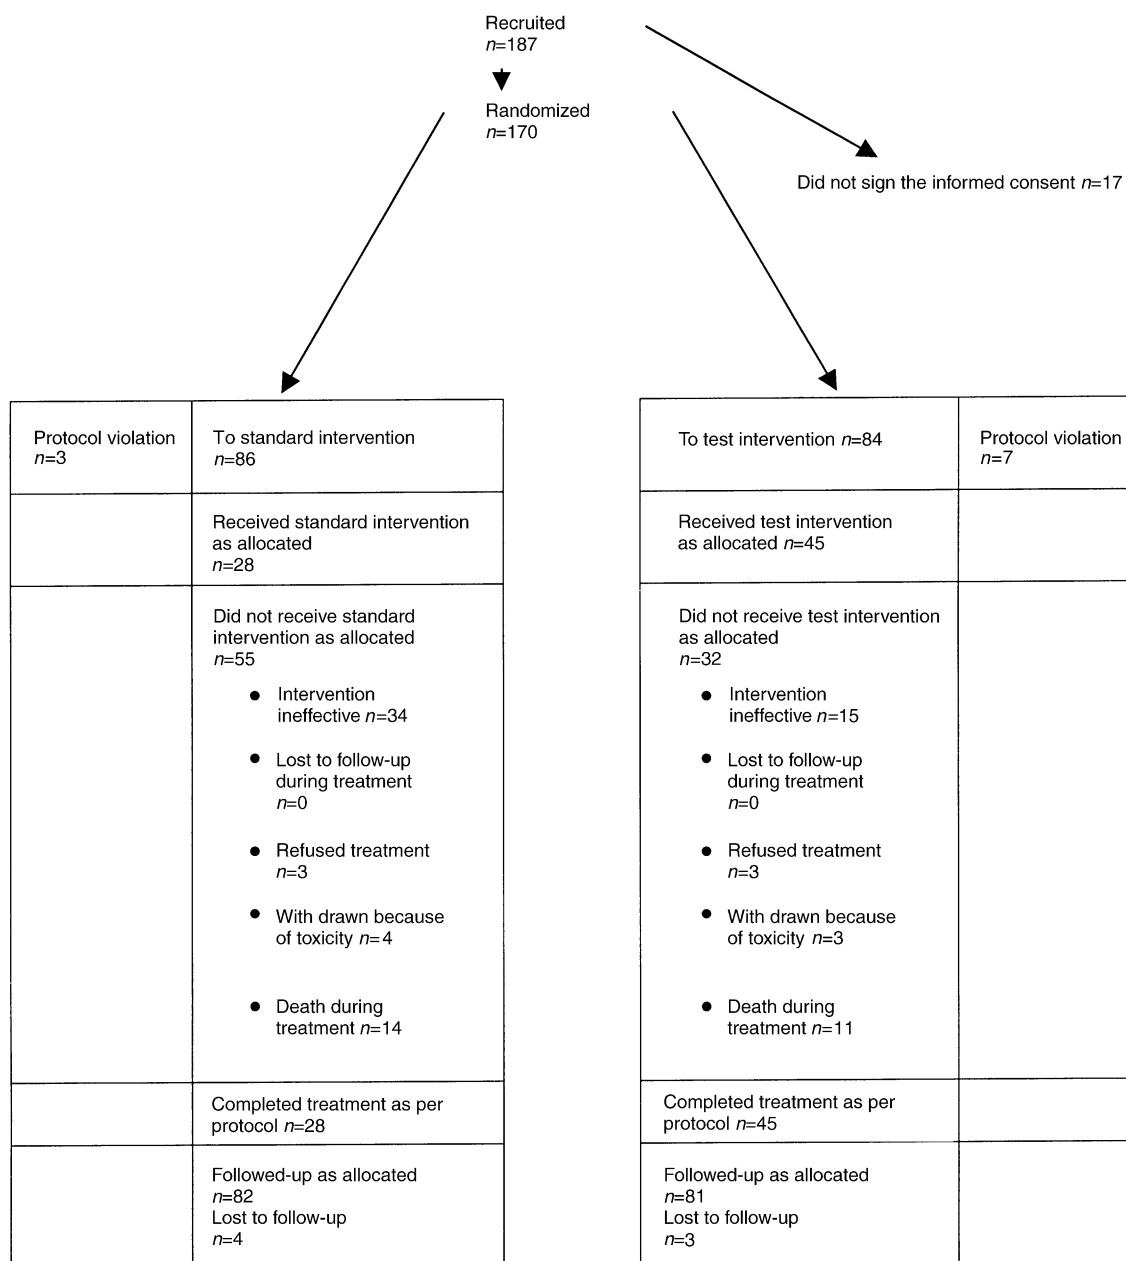 Recruited
n=187
Randomized
n=170
Did not sign the informed consent n=17
Protocol violation
n=3
To standard intervention
n=86
Received standard intervention
as allocated
n=28
Did not receive standard
intervention as allocated
n=55
● Intervention
ineffective n=34
● Lost to follow-up
during treatment
n=0
● Refused treatment
n=3
● With drawn because
of toxicity n=4
● Death during
treatment n=14
Completed treatment as per
protocol n=28
Followed-up as allocated
n=82
Lost to follow-up
n=4
To test intervention n=84
Protocol violation
n=7
Received test intervention
as allocated n=45
Did not receive test intervention
as allocated
n=32
● Intervention
ineffective n=15
● Lost to follow-up
during treatment
n=0
● Refused treatment
n=3
● With drawn because
of toxicity n=3
● Death during
treatment n=11
Completed treatment as per
protocol n=45
Followed-up as allocated
n=81
Lost to follow-up
n=3